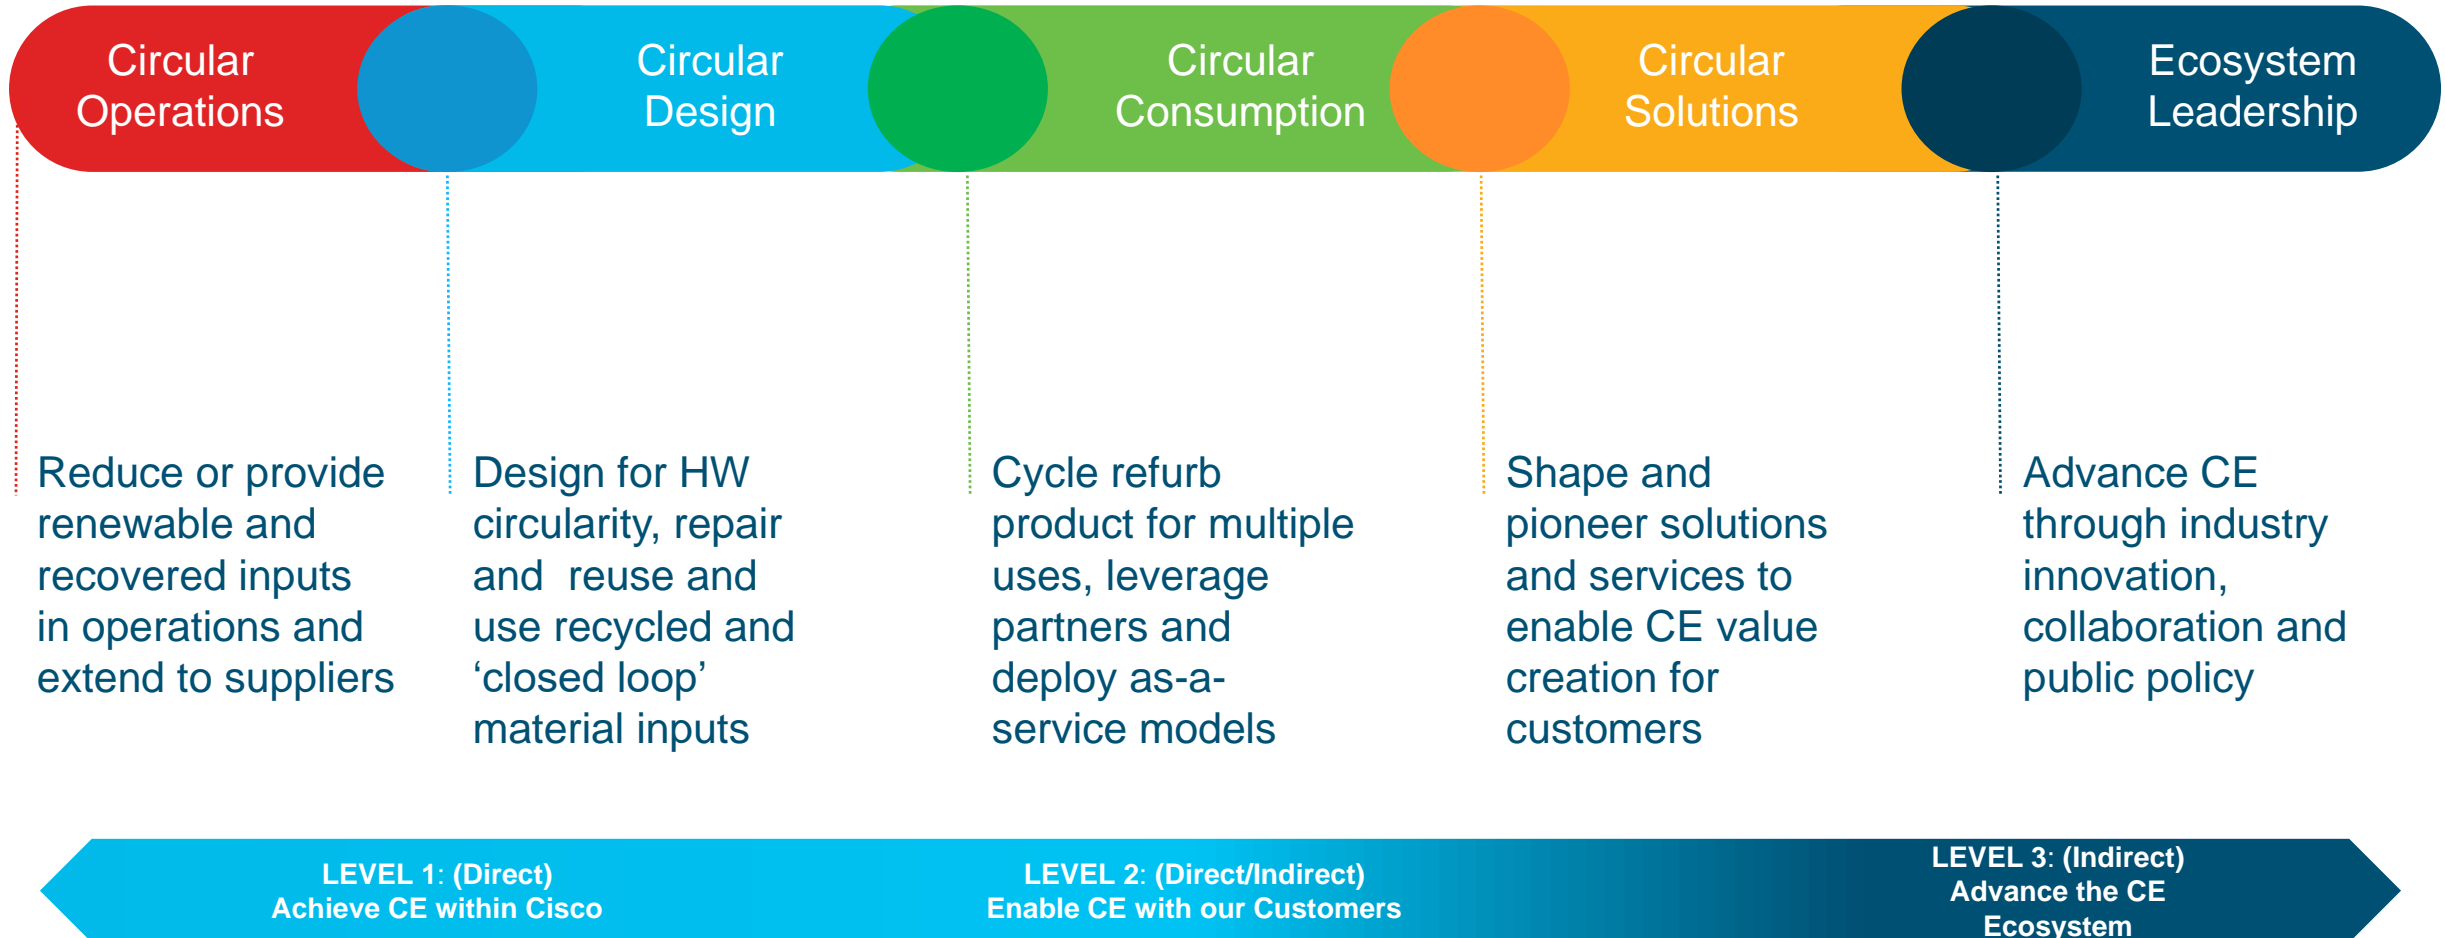 Circular
Operations
Circular
Design
Circular
Consumption
Circular
Solutions
Ecosystem
Leadership
Reduce or provide
renewable and
recovered inputs
in operations and
extend to suppliers
Design for HW
circularity, repair
and  reuse and
use recycled and
‘closed loop’
material inputs
Cycle refurb
product for multiple
uses, leverage
partners and
deploy as-a-
service models
Shape and
pioneer solutions
and services to
enable CE value
creation for
customers
Advance CE
through industry
innovation,
collaboration and
public policy
LEVEL 1: (Direct)
Achieve CE within Cisco
LEVEL 2: (Direct/Indirect)
Enable CE with our Customers
LEVEL 3: (Indirect)
Advance the CE
Ecosystem